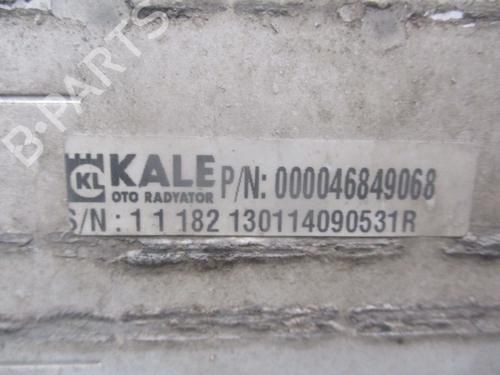 B-PARTS
KL KALE P/N: 000046849068
OTO RADYATOR
S/N : 1 1 182 130114090531R